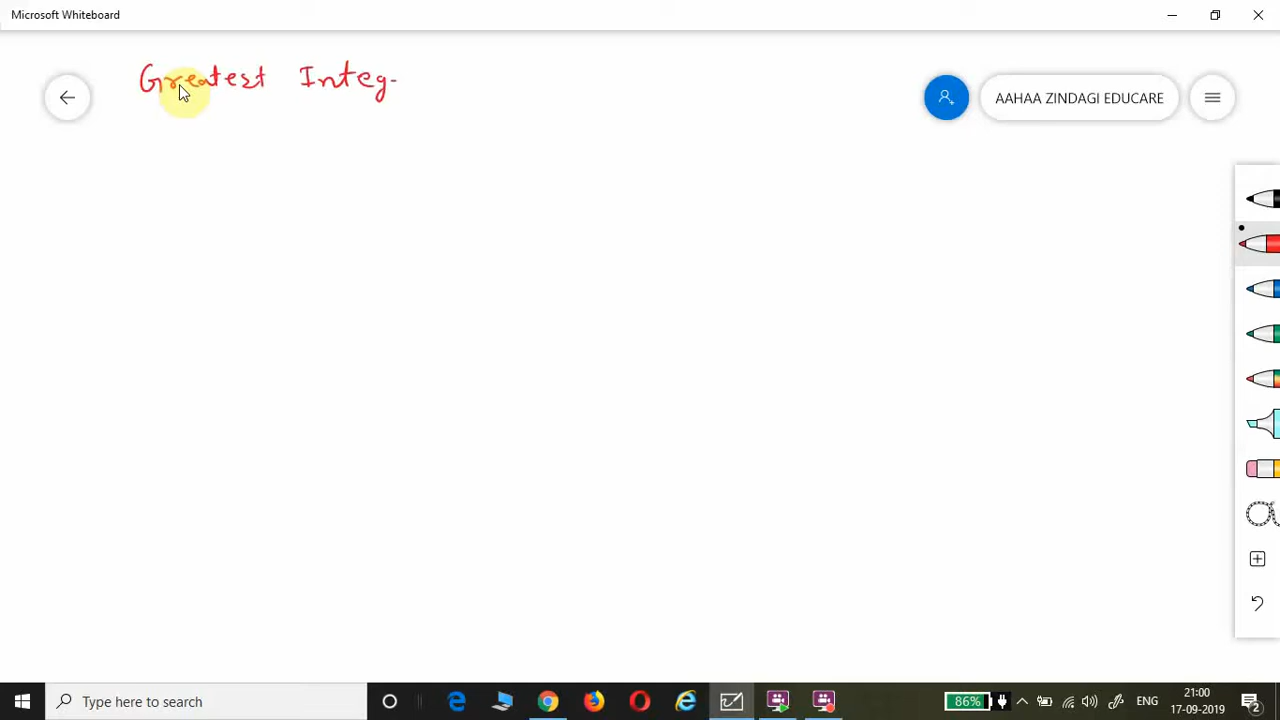 Microsoft Whiteboard
Greatest Integ
AAHAA ZINDAGI EDUCARE
Type here to search
86%
ENG
21:00
17-09-2019
2